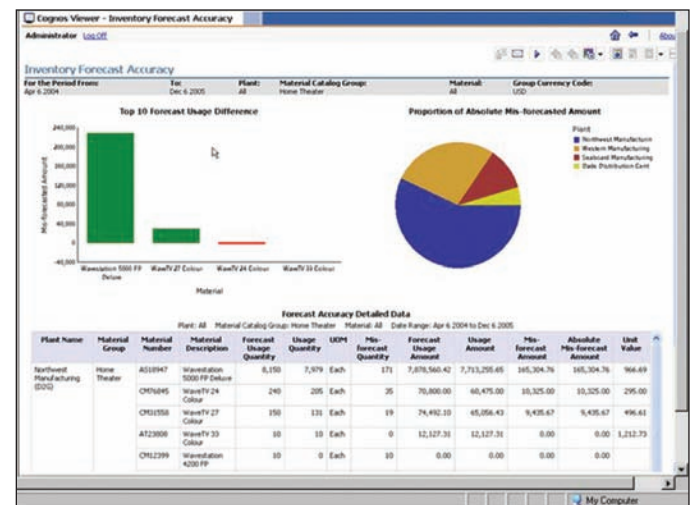 Cognos Viewer - Inventory Forecast Accuracy
Administrator Log Off
Abou
Inventory Forecast Accuracy
For the Period From: To: Plant: Material Catalog Group: Material: Group Currency Code:
Apr 6 2004 Dec 6 2005 All Home Theater All USD
Top 10 Forecast Usage Difference
Mis-forecasted Amount
240,000
200,000
80,000
40,000
0
-40,000
Wavestation 5000 FP Deluxe
WaveTV 27 Colour
WaveTV 24 Colour
WaveTV 33 Colour
Material
Proportion of Absolute Mis-forecasted Amount
Plant
Northwest Manufacturin
Western Manufacturing
Seaboard Manufacturing
Distribution Cent
Forecast Accuracy Detailed Data
Plant: All Material Catalog Group: Home Theater Material: All Date Range: Apr 6 2004 to Dec 6 2005
Plant Name Material Group Material Number Material Description Forecast Usage Quantity Usage Quantity UOM Mis-forecast Quantity Forecast Usage Amount Usage Amount Mis-forecast Amount Absolute Mis-forecast Amount Unit Value
Northwest Manufacturing Home Theater AS18947 Wavestation 5000 FP Deluxe 8,150 7,979 Each 171 7,878,560.42 7,713,255.65 165,304.76 165,304.76 966.69
CM76845 WaveTV 24 Colour 240 205 Each 35 70,800.00 60,475.00 10,325.00 10,325.00 295.00
CM31558 WaveTV 27 Colour 150 131 Each 19 74,492.10 65,056.43 9,435.67 9,435.67 496.61
AT23808 WaveTV 33 Colour 10 10 Each 0 12,127.31 12,127.31 0.00 0.00 1,212.73
CM12399 Wavestation 4200 FP 10 0 Each 10 0.00 0.00 0.00 0.00
My Computer